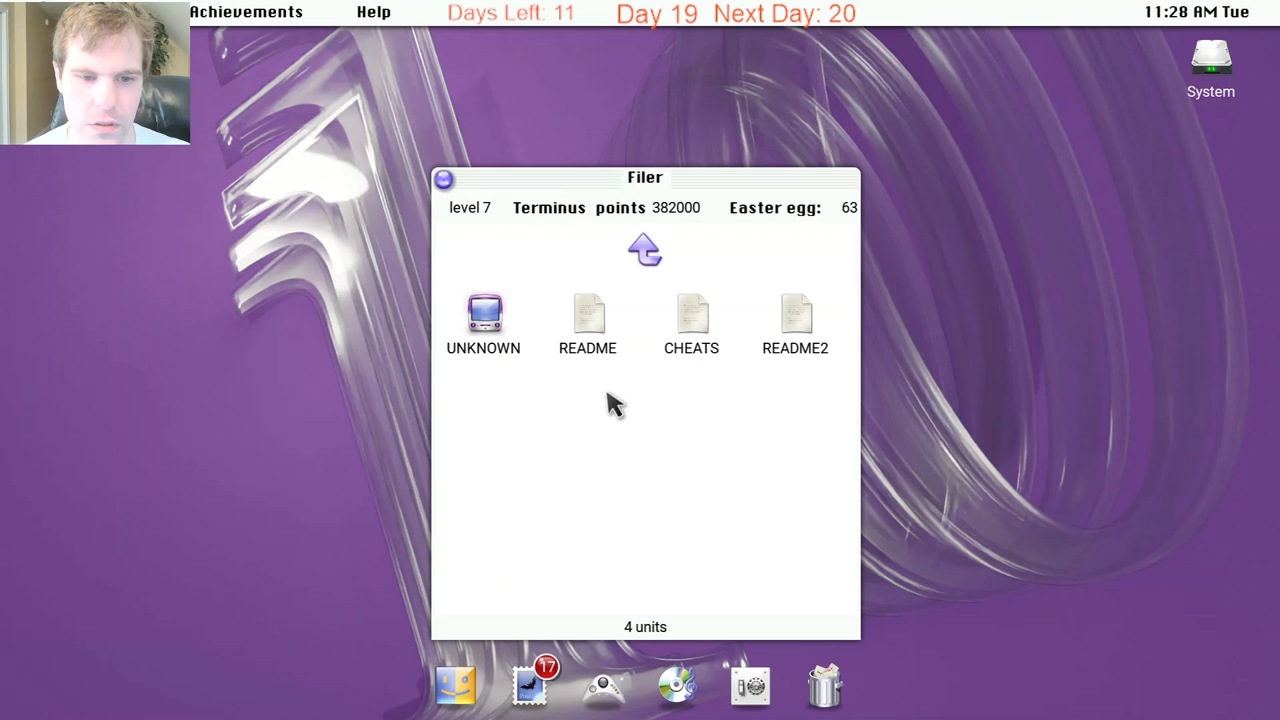 Achievements Help Days Left: 11 Day 19 Next Day: 20 11:28 AM Tue
System
Filer
level 7 Terminus points 382000 Easter egg: 63
UNKNOWN README CHEATS README2
4 units
17